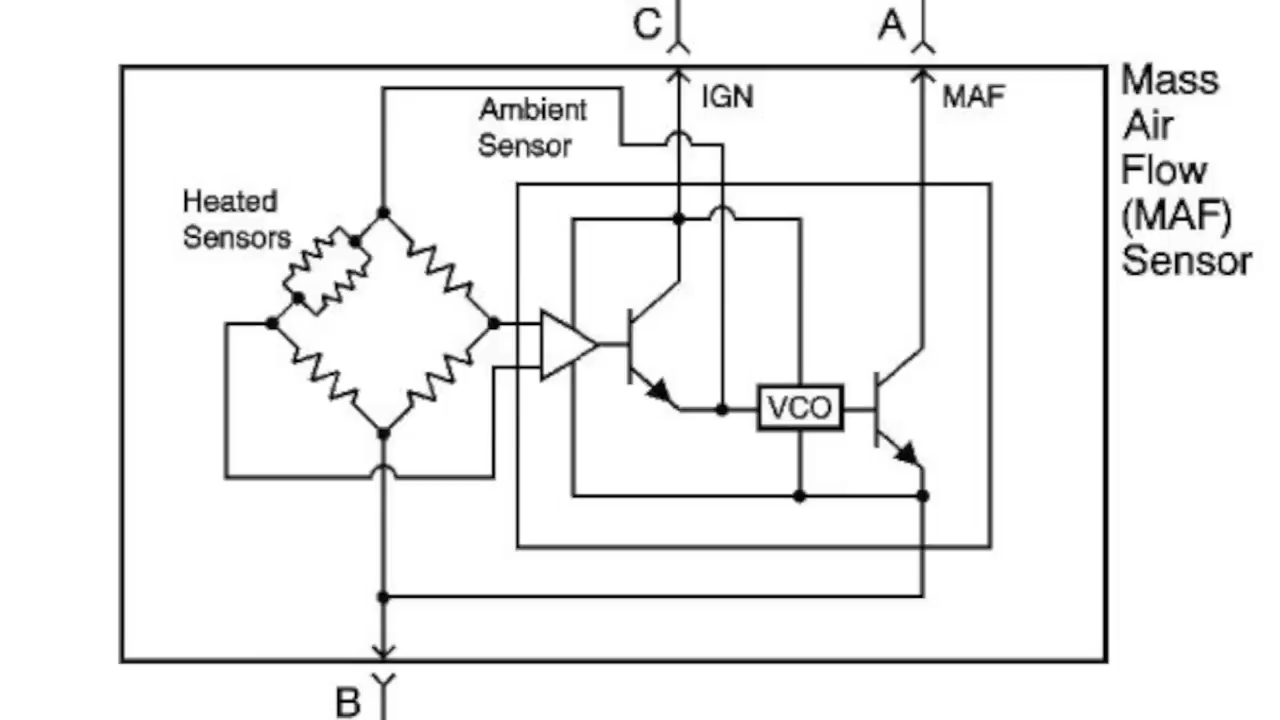 C
A
IGN
MAF
Mass
Air
Flow
(MAF)
Sensor
Ambient
Sensor
Heated
Sensors
VCO
B